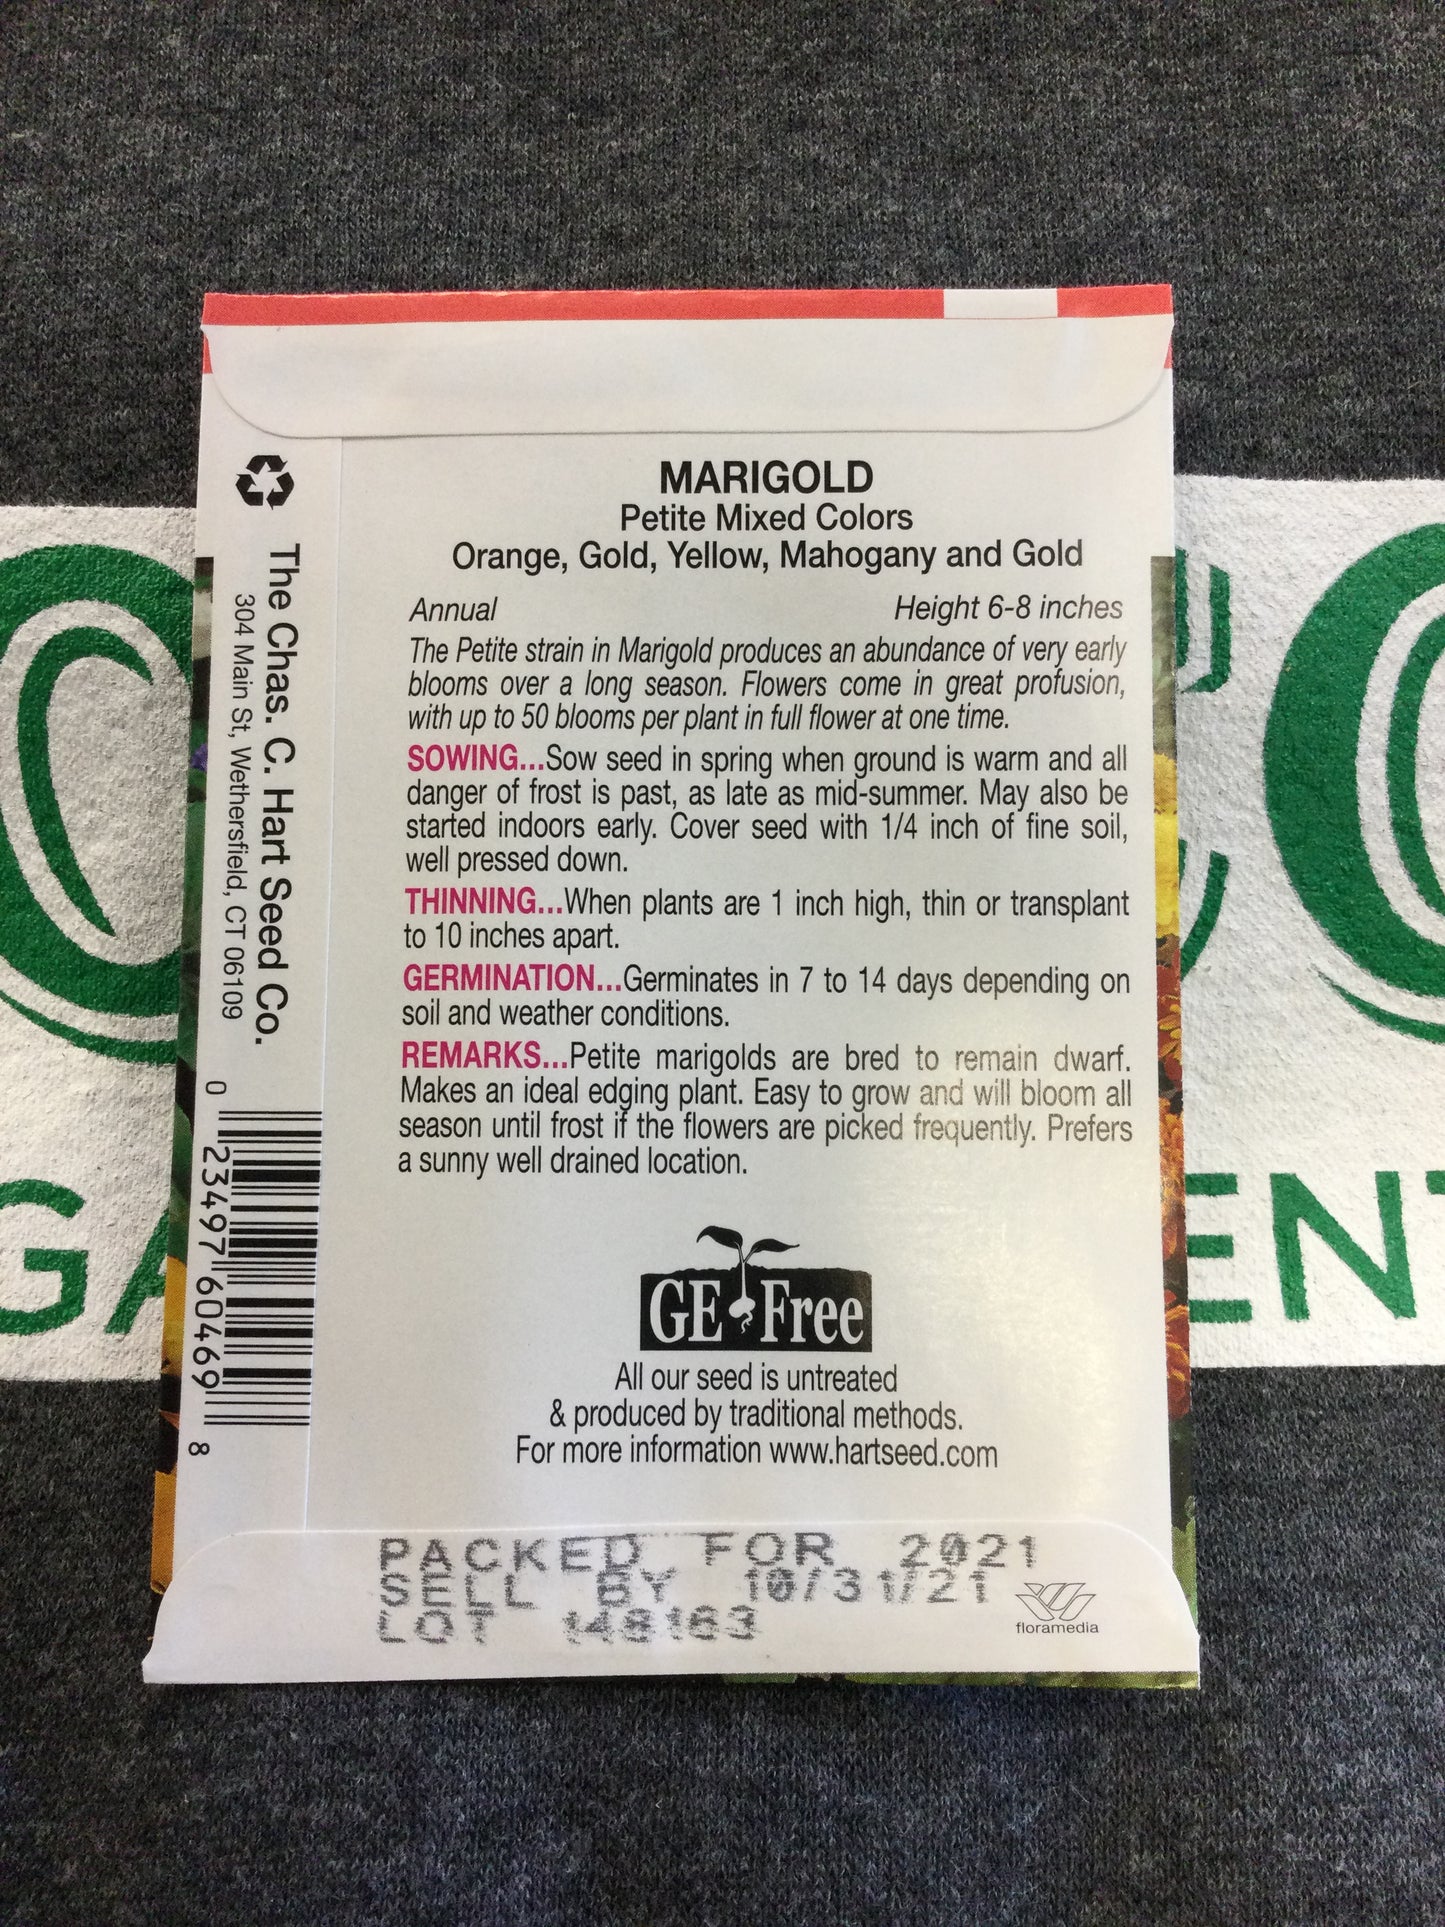 MARIGOLD
Petite Mixed Colors
Orange, Gold, Yellow, Mahogany and Gold
Annual Height 6-8 inches
The Petite strain in Marigold produces an abundance of very early
blooms over a long season. Flowers come in great profusion,
with up to 50 blooms per plant in full flower at one time.
SOWING...Sow seed in spring when ground is warm and all
danger of frost is past, as late as mid-summer. May also be
started indoors early. Cover seed with 1/4 inch of fine soil,
well pressed down.
THINNING...When plants are 1 inch high, thin or transplant
to 10 inches apart.
GERMINATION...Germinates in 7 to 14 days depending on
soil and weather conditions.
REMARKS...Petite marigolds are bred to remain dwarf.
Makes an ideal edging plant. Easy to grow and will bloom all
season until frost if the flowers are picked frequently. Prefers
a sunny well drained location.
GE Free
All our seed is untreated
& produced by traditional methods.
For more information www.hartseed.com
PACKED FOR 2021
SELL BY 10/31/21
LOT 148163
floramedia
The Chas. C. Hart Seed Co.
304 Main St, Wethersfield, CT 06109
0 23497 60469 8
GA
ENT